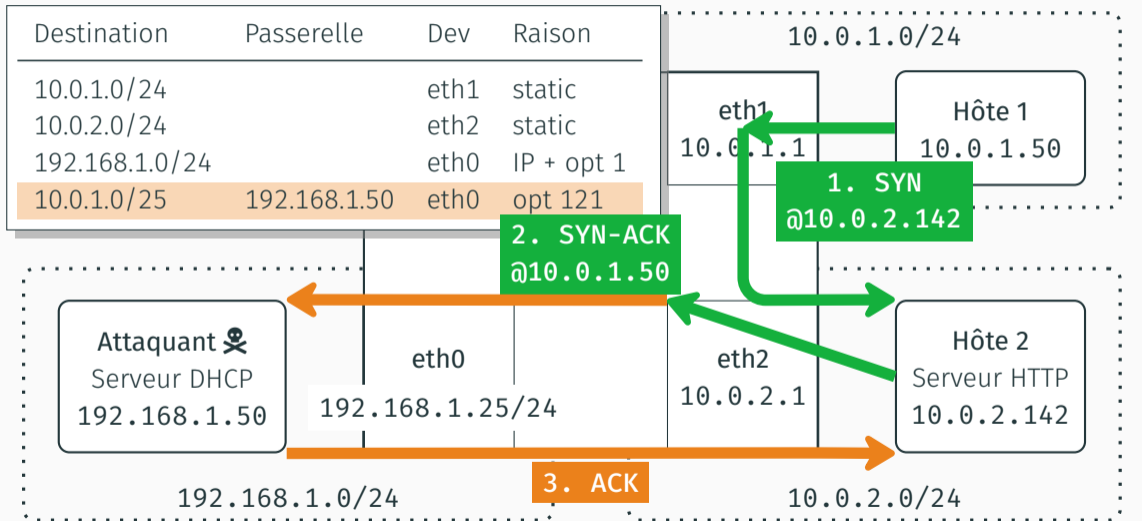 Destination Passerelle Dev Raison
10.0.1.0/24 eth1 static
10.0.2.0/24 eth2 static
192.168.1.0/24 eth0 IP + opt 1
10.0.1.0/25 192.168.1.50 eth0 opt 121
10.0.1.0/24
eth1
10.0.1.1
Hôte 1
10.0.1.50
1. SYN
@10.0.2.142
2. SYN-ACK
@10.0.1.50
Attaquant ☠
Serveur DHCP
192.168.1.50
eth0
192.168.1.25/24
eth2
10.0.2.1
Hôte 2
Serveur HTTP
10.0.2.142
3. ACK
192.168.1.0/24
10.0.2.0/24